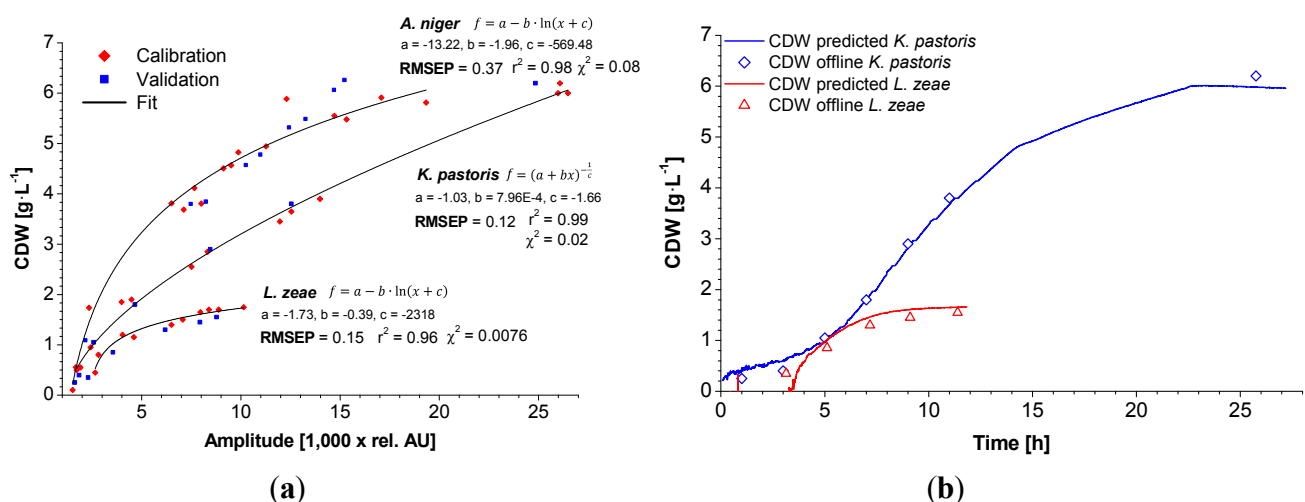 A. niger f = a − b · ln(x + c)
a = -13.22, b = -1.96, c = -569.48
RMSEP = 0.37 r² = 0.98 χ² = 0.08
Calibration
Validation
Fit
K. pastoris f = (a + bx)^(−1/c)
a = -1.03, b = 7.96E-4, c = -1.66
RMSEP = 0.12 r² = 0.99
χ² = 0.02
L. zeae f = a − b · ln(x + c)
a = -1.73, b = -0.39, c = -2318
RMSEP = 0.15 r² = 0.96 χ² = 0.0076
CDW [g·L⁻¹]
7
6
5
4
3
2
1
0
5 10 15 20 25
Amplitude [1,000 x rel. AU]
(a)
CDW predicted K. pastoris
CDW offline K. pastoris
CDW predicted L. zeae
CDW offline L. zeae
CDW [g·L⁻¹]
7
6
5
4
3
2
1
0
0 5 10 15 20 25
Time [h]
(b)